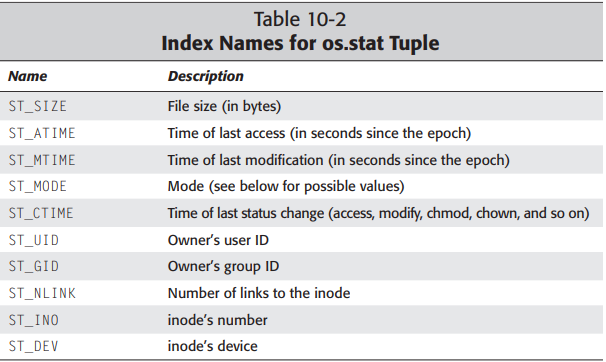 Table 10-2
Index Names for os.stat Tuple
Name Description
ST_SIZE File size (in bytes)
ST_ATIME Time of last access (in seconds since the epoch)
ST_MTIME Time of last modification (in seconds since the epoch)
ST_MODE Mode (see below for possible values)
ST_CTIME Time of last status change (access, modify, chmod, chown, and so on)
ST_UID Owner's user ID
ST_GID Owner's group ID
ST_NLINK Number of links to the inode
ST_INO inode's number
ST_DEV inode's device